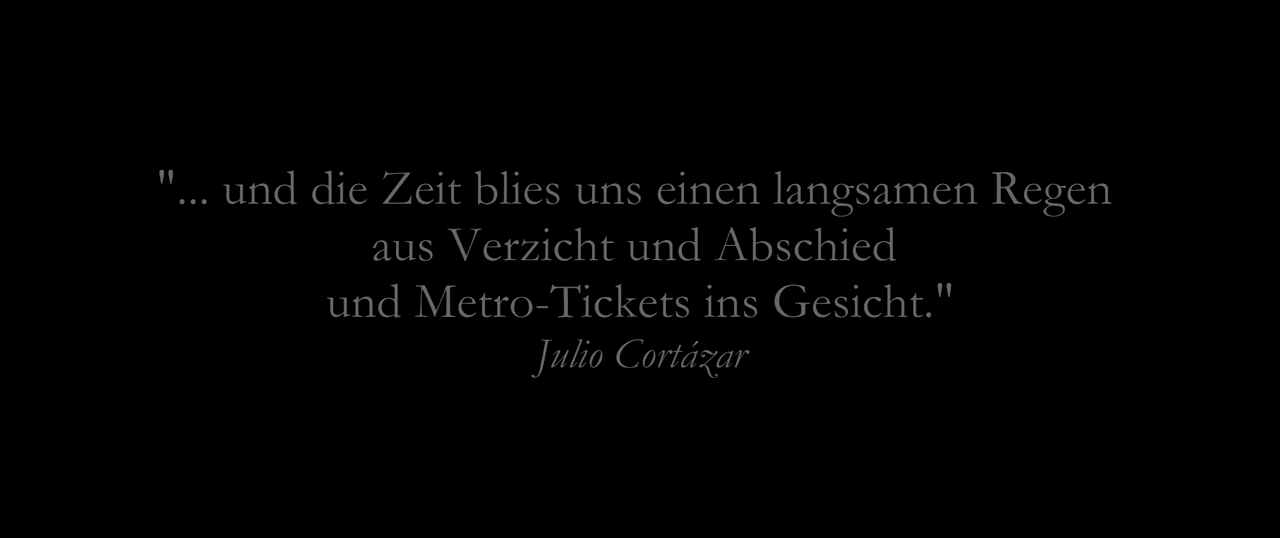 "... und die Zeit blies uns einen langsamen Regen
aus Verzicht und Abschied
und Metro-Tickets ins Gesicht."
Julio Cortázar